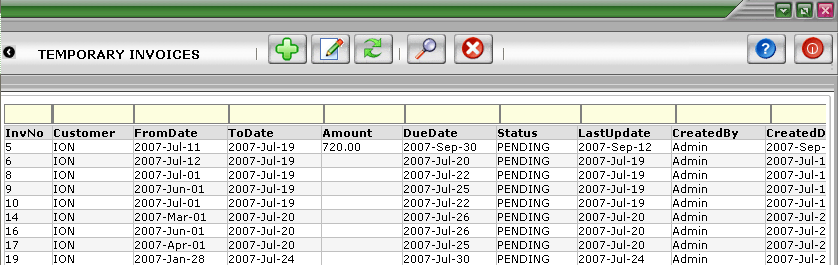 TEMPORARY INVOICES
InvNo Customer FromDate ToDate Amount DueDate Status LastUpdate CreatedBy CreatedD
5 ION 2007-Jul-11 2007-Jul-19 720.00 2007-Sep-30 PENDING 2007-Sep-12 Admin 2007-Sep-
6 ION 2007-Jul-12 2007-Jul-19 2007-Jul-20 PENDING 2007-Jul-19 Admin 2007-Jul-1
8 ION 2007-Jul-01 2007-Jul-19 2007-Jul-22 PENDING 2007-Jul-19 Admin 2007-Jul-1
9 ION 2007-Jun-01 2007-Jul-19 2007-Jul-25 PENDING 2007-Jul-19 Admin 2007-Jul-1
10 ION 2007-Jul-01 2007-Jul-19 2007-Jul-22 PENDING 2007-Jul-19 Admin 2007-Jul-1
14 ION 2007-Mar-01 2007-Jul-20 2007-Jul-26 PENDING 2007-Jul-20 Admin 2007-Jul-2
16 ION 2007-Jun-01 2007-Jul-20 2007-Jul-26 PENDING 2007-Jul-20 Admin 2007-Jul-2
17 ION 2007-Apr-01 2007-Jul-20 2007-Jul-25 PENDING 2007-Jul-20 Admin 2007-Jul-2
19 ION 2007-Jan-28 2007-Jul-24 2007-Jul-30 PENDING 2007-Jul-24 Admin 2007-Jul-2